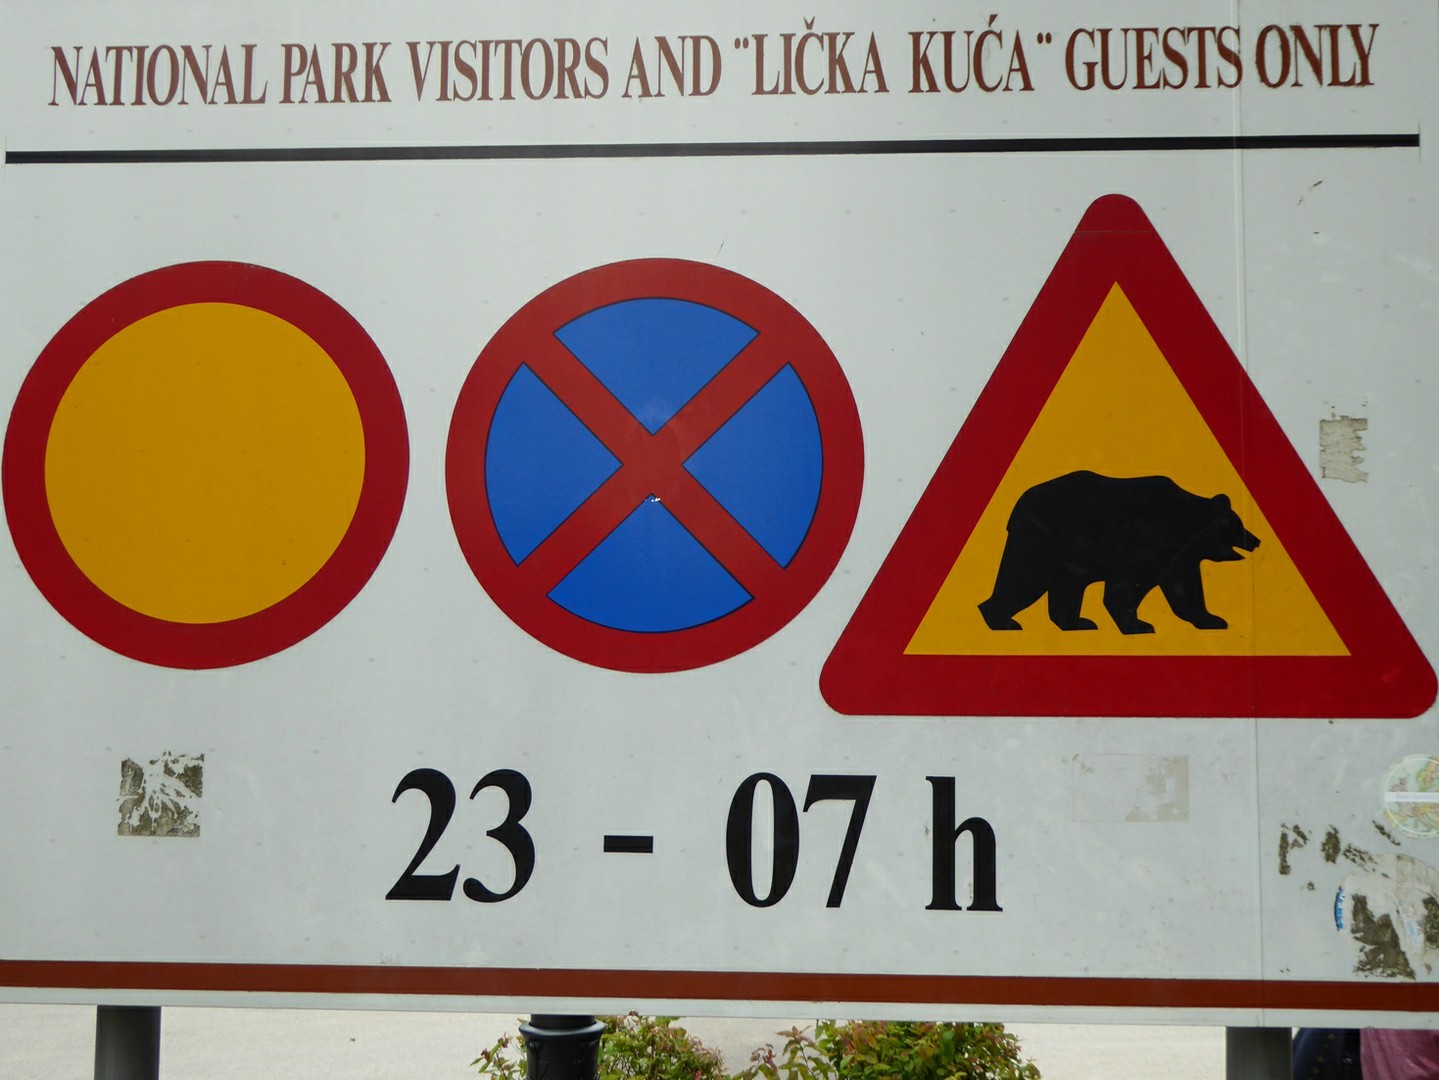 NATIONAL PARK VISITORS AND "LIČKA KUĆA" GUESTS ONLY
23 - 07 h